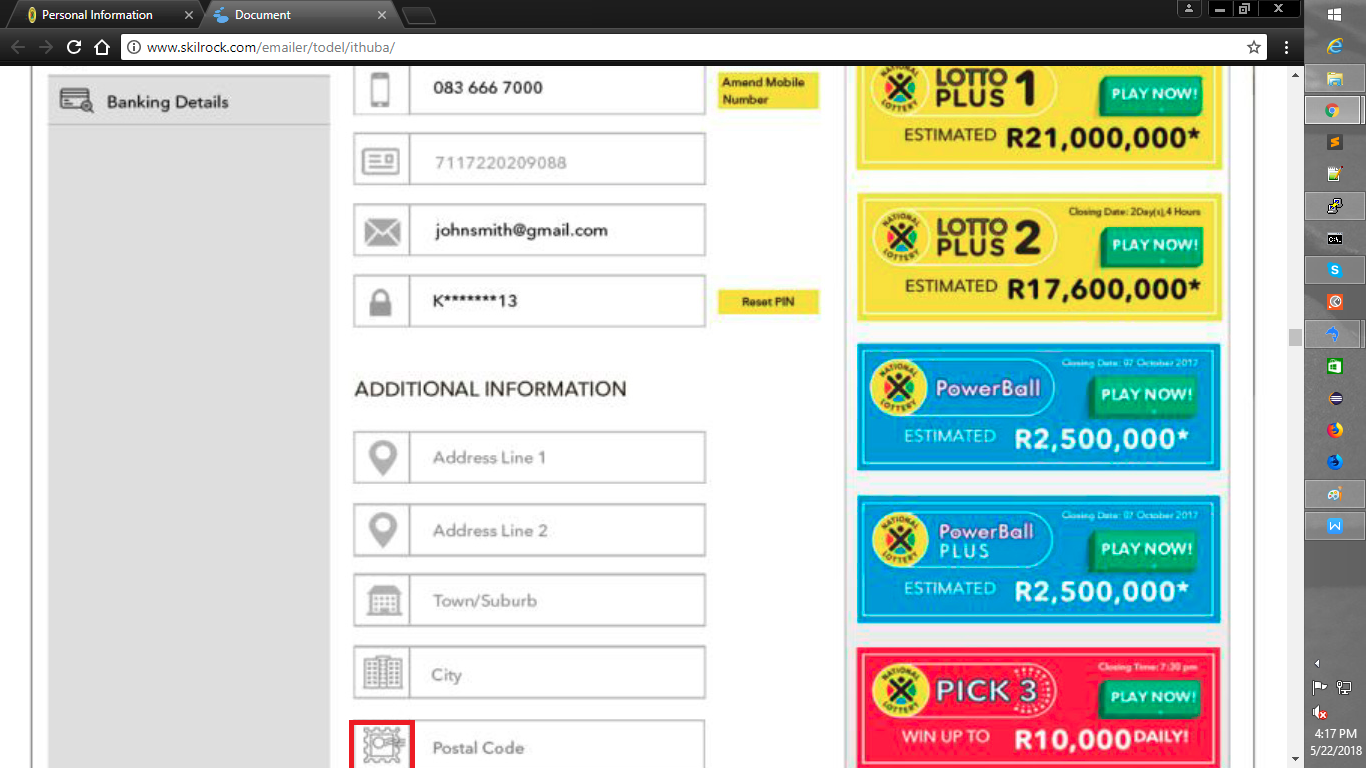 Personal Information
Document
www.skilrock.com/emailer/todel/ithuba/
Banking Details
083 666 7000
Amend Mobile
Number
7117220209088
johnsmith@gmail.com
K*******13
Reset PIN
ADDITIONAL INFORMATION
Address Line 1
Address Line 2
Town/Suburb
City
Postal Code
NATIONAL
LOTTERY
LOTTO
PLUS 1
PLAY NOW!
ESTIMATED R21,000,000*
Closing Date: 2Day(s),4 Hours
NATIONAL
LOTTERY
LOTTO
PLUS 2
PLAY NOW!
ESTIMATED R17,600,000*
Closing Date: 07 October 2017
NATIONAL
LOTTERY
PowerBall
PLAY NOW!
ESTIMATED R2,500,000*
Closing Date: 07 October 2017
NATIONAL
LOTTERY
PowerBall
PLUS
PLAY NOW!
ESTIMATED R2,500,000*
Closing Time: 7:30 pm
NATIONAL
LOTTERY
PICK 3
PLAY NOW!
WIN UP TO R10,000 DAILY!
C:\.
4:17 PM
5/22/2018